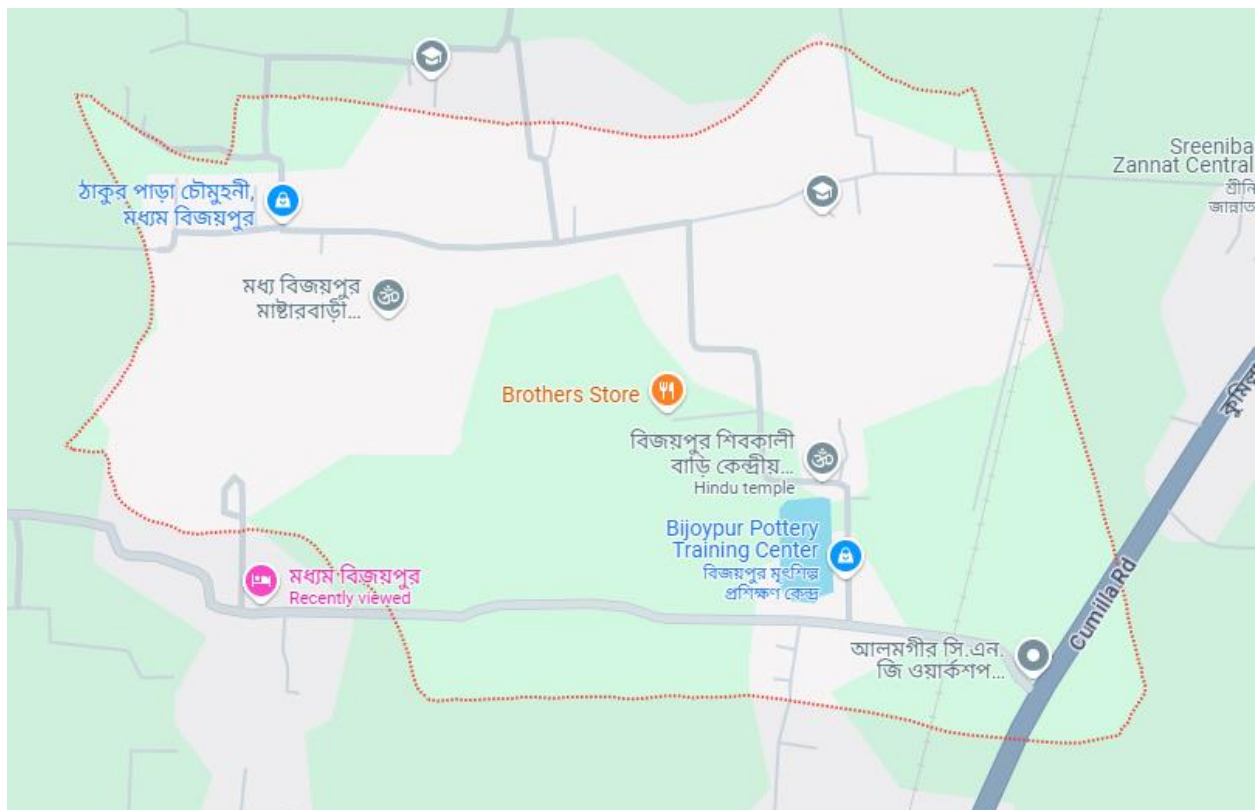 Sreeniba
Zannat Central
শ্রীনি
জান্নাত
ঠাকুর পাড়া চৌমুহনী,
মধ্যম বিজয়পুর
মধ্য বিজয়পুর
মাষ্টারবাড়ী...
Brothers Store
বিজয়পুর শিবকালী
বাড়ি কেন্দ্রীয়...
Hindu temple
Bijoypur Pottery
Training Center
বিজয়পুর মৃৎশিল্প
প্রশিক্ষণ কেন্দ্র
মধ্যম বিজয়পুর
Recently viewed
আলমগীর সি.এন.
জি ওয়ার্কশপ...
Cumilla Rd